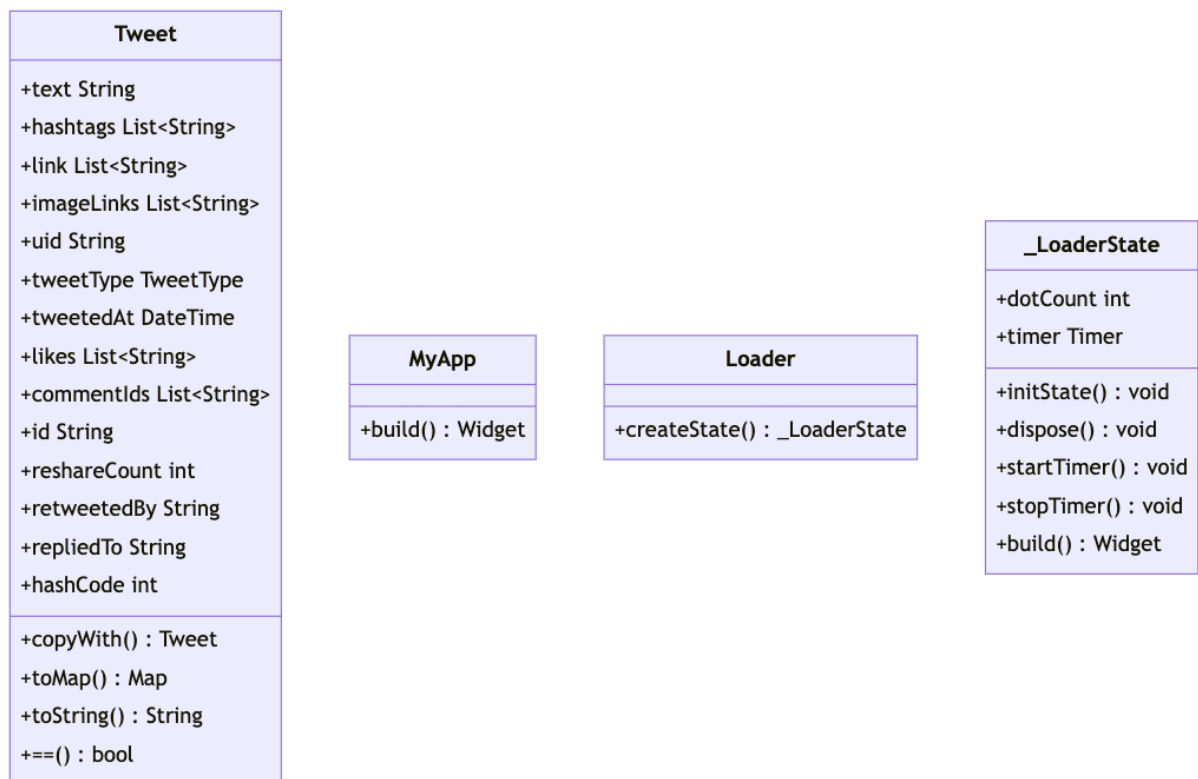 Tweet
+text String
+hashtags List<String>
+link List<String>
+imageLinks List<String>
+uid String
+tweetType TweetType
+tweetedAt DateTime
+likes List<String>
+commentIds List<String>
+id String
+reshareCount int
+retweetedBy String
+repliedTo String
+hashCode int
+copyWith() : Tweet
+toMap() : Map
+toString() : String
+==() : bool
MyApp
+build() : Widget
Loader
+createState() : _LoaderState
_LoaderState
+dotCount int
+timer Timer
+initState() : void
+dispose() : void
+startTimer() : void
+stopTimer() : void
+build() : Widget